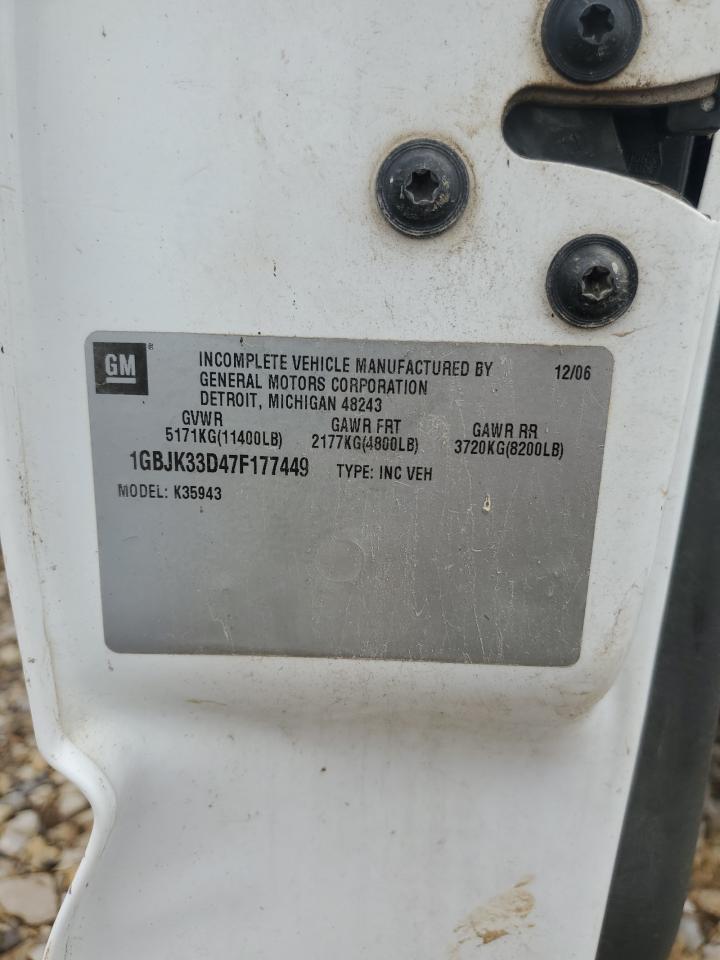 GM ® INCOMPLETE VEHICLE MANUFACTURED BY 12/06
GENERAL MOTORS CORPORATION
DETROIT, MICHIGAN 48243
GVWR GAWR FRT GAWR RR
5171KG(11400LB) 2177KG(4800LB) 3720KG(8200LB)
1GBJK33D47F177449 TYPE: INC VEH
MODEL: K35943